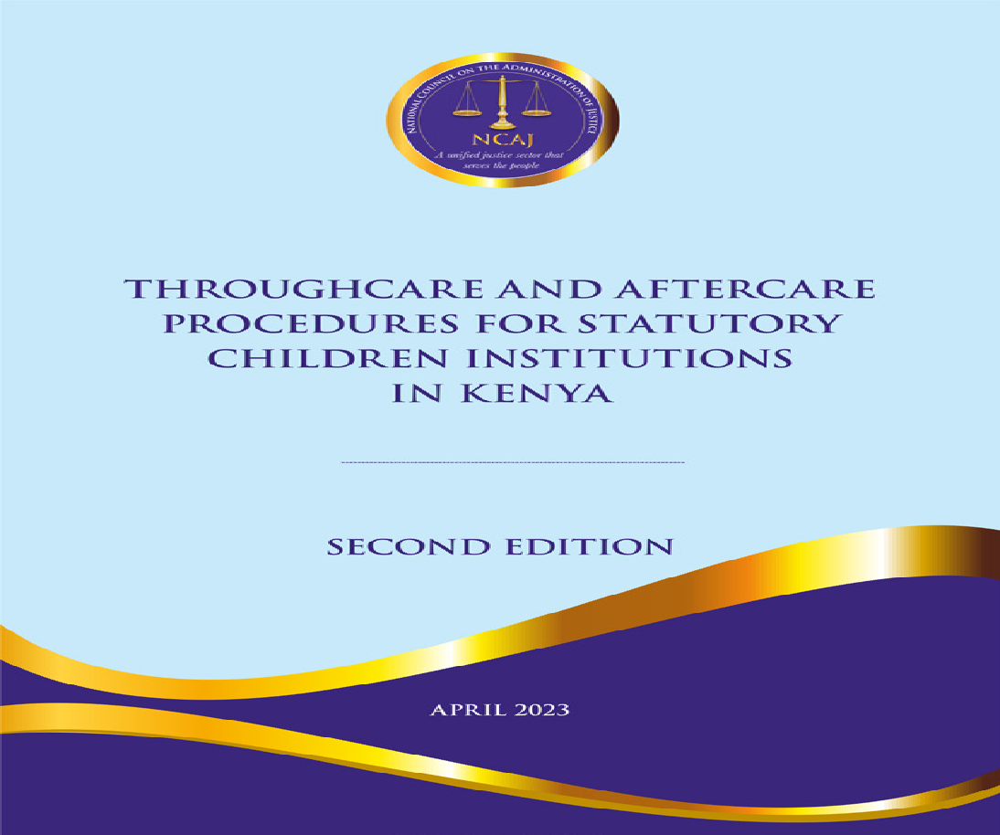 NATIONAL COUNCIL ON THE ADMINISTRATION OF JUSTICE
NCAJ
A unified justice sector that
serves the people
THROUGHCARE AND AFTERCARE
PROCEDURES FOR STATUTORY
CHILDREN INSTITUTIONS
IN KENYA
SECOND EDITION
APRIL 2023